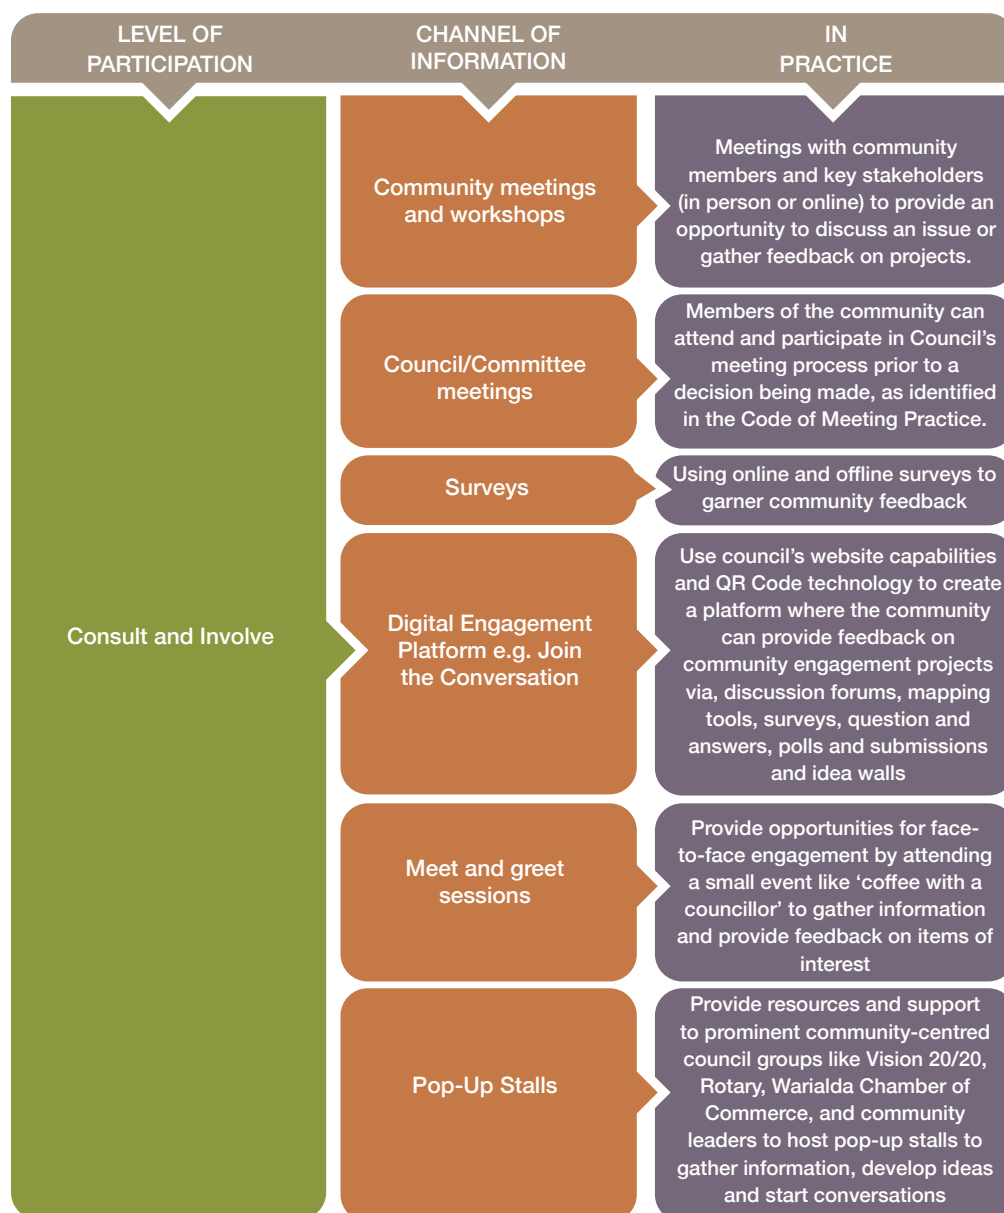 LEVEL OF
PARTICIPATION
CHANNEL OF
INFORMATION
IN
PRACTICE
Consult and Involve
Community meetings
and workshops
Meetings with community
members and key stakeholders
(in person or online) to provide an
opportunity to discuss an issue or
gather feedback on projects.
Council/Committee
meetings
Members of the community can
attend and participate in Council’s
meeting process prior to a
decision being made, as identified
in the Code of Meeting Practice.
Surveys
Using online and offline surveys to
garner community feedback
Digital Engagement
Platform e.g. Join
the Conversation
Use council’s website capabilities
and QR Code technology to create
a platform where the community
can provide feedback on
community engagement projects
via, discussion forums, mapping
tools, surveys, question and
answers, polls and submissions
and idea walls
Meet and greet
sessions
Provide opportunities for face-
to-face engagement by attending
a small event like ‘coffee with a
councillor’ to gather information
and provide feedback on items of
interest
Pop-Up Stalls
Provide resources and support
to prominent community-centred
council groups like Vision 20/20,
Rotary, Warialda Chamber of
Commerce, and community
leaders to host pop-up stalls to
gather information, develop ideas
and start conversations